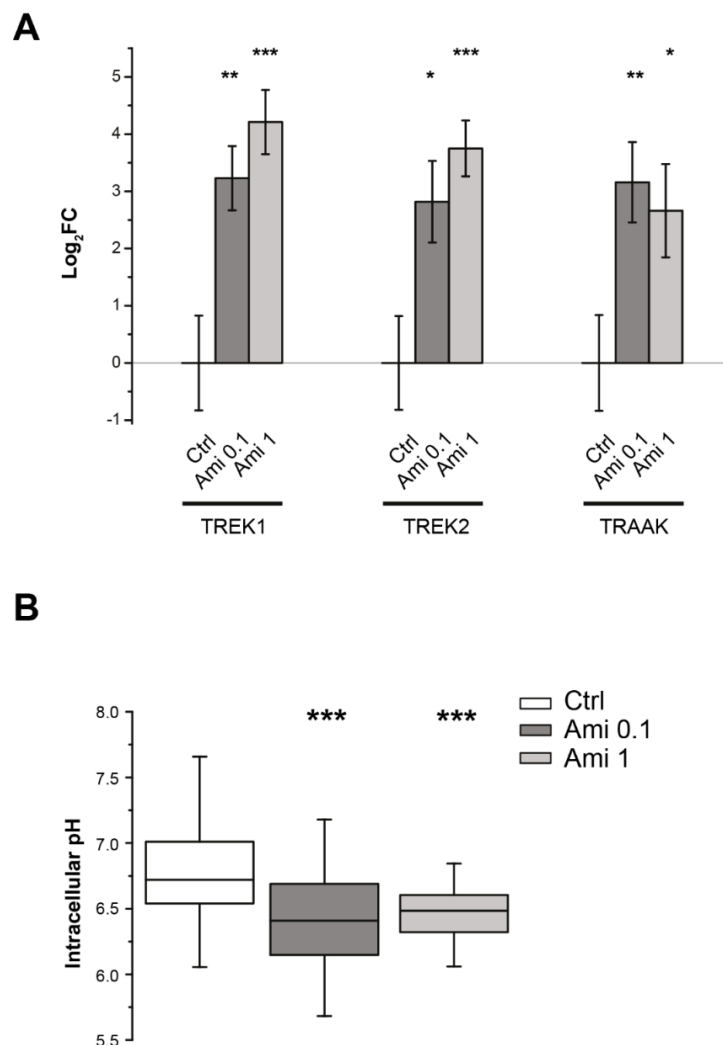 A
** *** * *** ** *
5
4
3
2
1
0
-1
Log₂FC
Ctrl Ami 0.1 Ami 1 Ctrl Ami 0.1 Ami 1 Ctrl Ami 0.1 Ami 1
TREK1 TREK2 TRAAK
B
Ctrl
Ami 0.1
Ami 1
*** ***
8.0
7.5
7.0
6.5
6.0
5.5
Intracellular pH